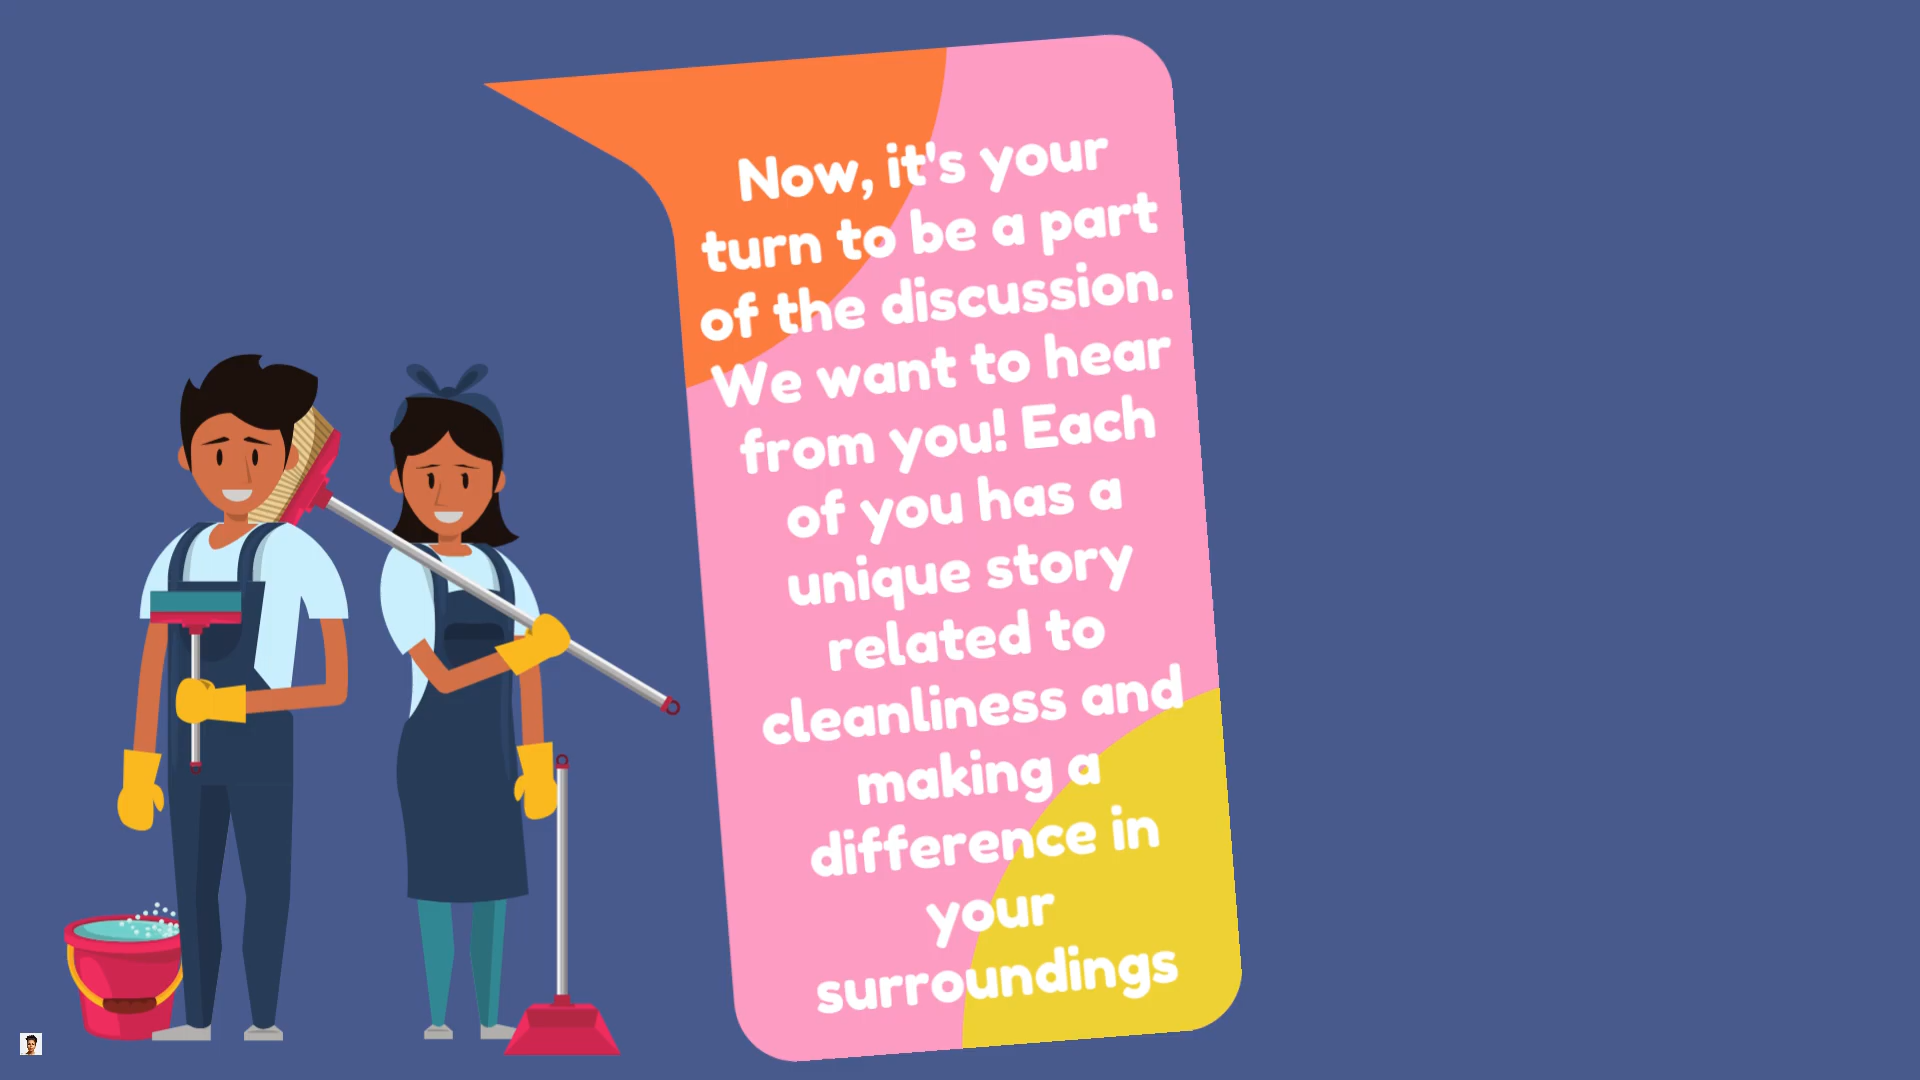 Now, it's your
turn to be a part
of the discussion.
We want to hear
from you! Each
of you has a
unique story
related to
cleanliness and
making a
difference in
your
surroundings